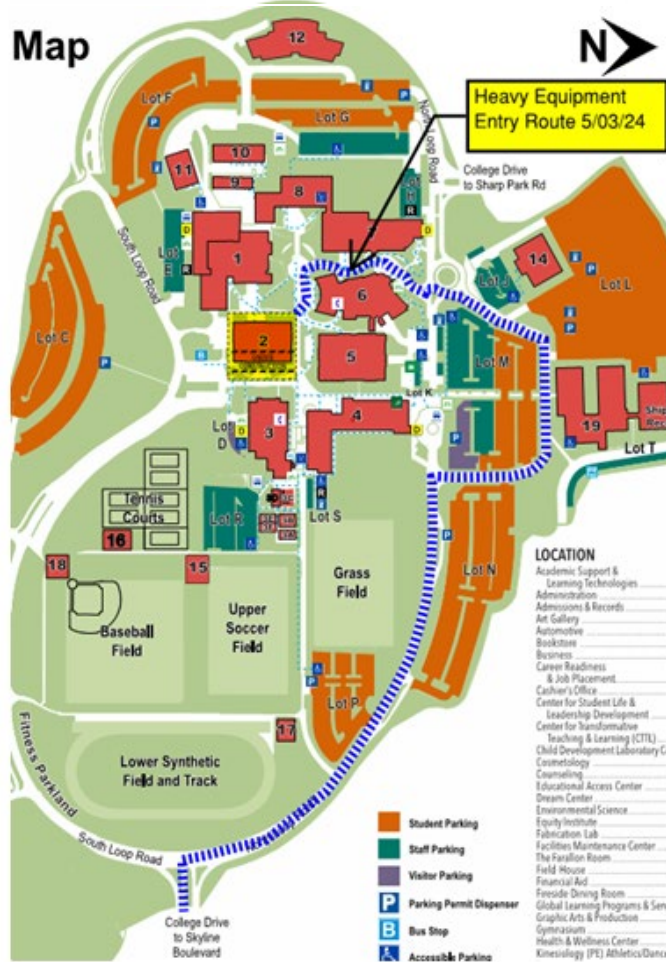 Map
N
Heavy Equipment
Entry Route 5/03/24
12
Lot F
Lot G
North Loop Road
College Drive
to Sharp Park Rd
11
10
9
8
Lot H
R
D
1
Lot E
R
D
South Loop Road
Lot C
P
6
14
Lot J
Lot L
2
5
Lot M
B
Lot K
19
Lot T
3
4
D
Lot D
D
P
Tennis
Courts
16
Lot R
R
Lot S
Lot N
18
15
Grass
Field
Baseball
Field
Upper
Soccer
Field
Lot P
17
Fitness Parkland
Lower Synthetic
Field and Track
South Loop Road
College Drive
to Skyline
Boulevard
Student Parking
Staff Parking
Visitor Parking
P Parking Permit Dispenser
B Bus Stop
Accessible Parking
LOCATION
Academic Support &
Learning Technologies
Administration
Admissions & Records
Art Gallery
Automotive
Bookstore
Business
Career Readiness
& Job Placement
Cashier's Office
Center for Student Life &
Leadership Development
Center for Transformative
Teaching & Learning (CTTL)
Child Development Laboratory C
Cosmetology
Counseling
Educational Access Center
Dream Center
Environmental Science
Equity Institute
Fabrication Lab
Facilities Maintenance Center
The Farallon Room
Field House
Financial Aid
Fireside Dining Room
Global Learning Programs & Serv
Graphic Arts & Production
Gymnasium
Health & Wellness Center
Kinesiology (PE) Athletics/Danc